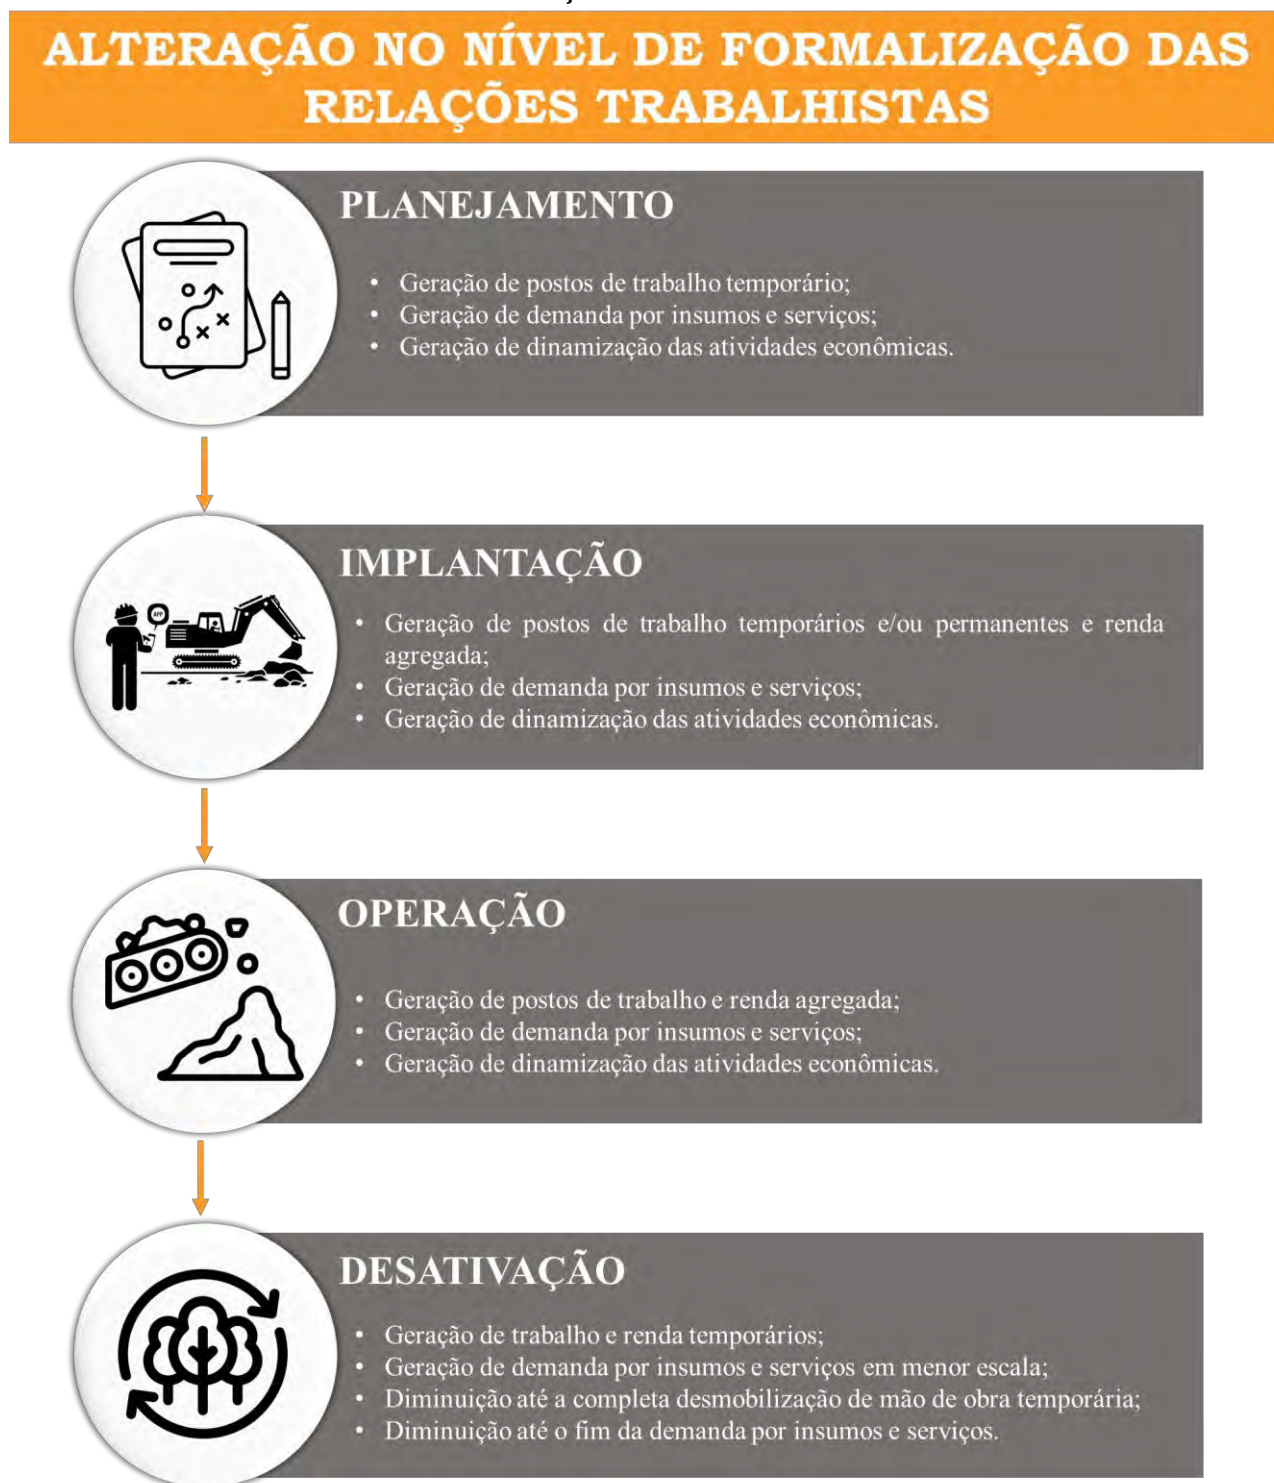 ALTERAÇÃO NO NÍVEL DE FORMALIZAÇÃO DAS
RELAÇÕES TRABALHISTAS
PLANEJAMENTO
• Geração de postos de trabalho temporário;
• Geração de demanda por insumos e serviços;
• Geração de dinamização das atividades econômicas.
IMPLANTAÇÃO
APP
• Geração de postos de trabalho temporários e/ou permanentes e renda
agregada;
• Geração de demanda por insumos e serviços;
• Geração de dinamização das atividades econômicas.
OPERAÇÃO
• Geração de postos de trabalho e renda agregada;
• Geração de demanda por insumos e serviços;
• Geração de dinamização das atividades econômicas.
DESATIVAÇÃO
• Geração de trabalho e renda temporários;
• Geração de demanda por insumos e serviços em menor escala;
• Diminuição até a completa desmobilização de mão de obra temporária;
• Diminuição até o fim da demanda por insumos e serviços.